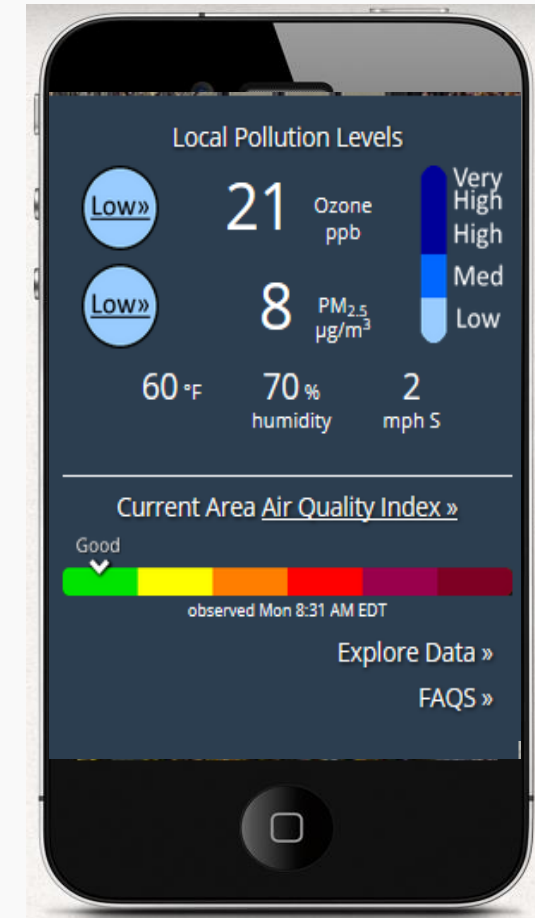 Local Pollution Levels
Low»
21
Ozone
ppb
Very
High
High
Med
Low
Low»
8
PM2.5
µg/m3
60 °F
70 %
humidity
2
mph S
Current Area Air Quality Index »
Good
observed Mon 8:31 AM EDT
Explore Data »
FAQS »